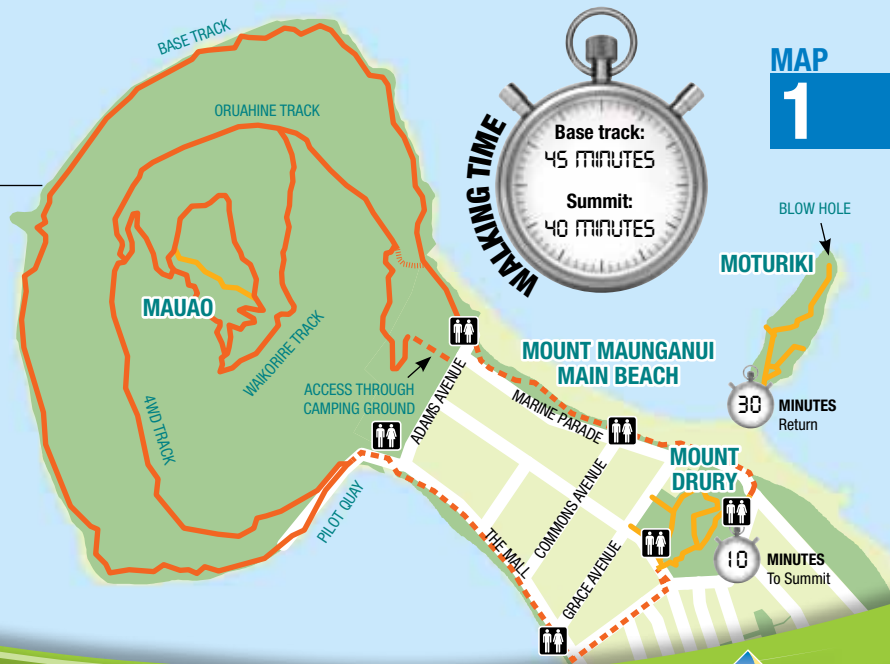 BASE TRACK
ORUAHINE TRACK
MAUAO
WAIKORIRE TRACK
4WD TRACK
ACCESS THROUGH
CAMPING GROUND
PILOT QUAY
WALKING TIME
Base track:
45 MINUTES
Summit:
40 MINUTES
MAP
1
BLOW HOLE
MOTURIKI
30
MINUTES
Return
MOUNT MAUNGANUI
MAIN BEACH
ADAMS AVENUE
MARINE PARADE
COMMONS AVENUE
GRACE AVENUE
THE MALL
MOUNT
DRURY
10
MINUTES
To Summit